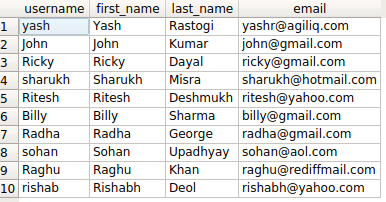 username first_name last_name email
1 yash Yash Rastogi yashr@agiliq.com
2 John John Kumar john@gmail.com
3 Ricky Ricky Dayal ricky@gmail.com
4 sharukh Sharukh Misra sharukh@hotmail.com
5 Ritesh Ritesh Deshmukh ritesh@yahoo.com
6 Billy Billy Sharma billy@gmail.com
7 Radha Radha George radha@gmail.com
8 sohan Sohan Upadhyay sohan@aol.com
9 Raghu Raghu Khan raghu@rediffmail.com
10 rishab Rishabh Deol rishabh@yahoo.com